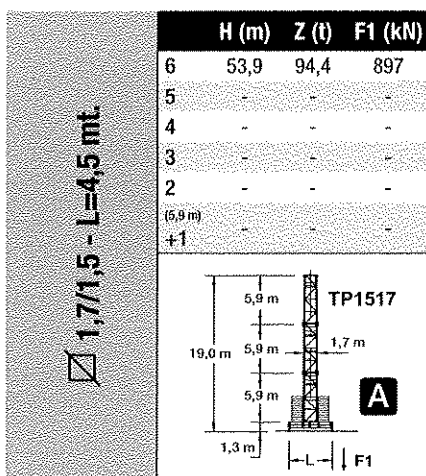 H (m) Z (t) F1 (kN)
6 53,9 94,4 897
5 - - -
4 - - -
3 - - -
2 - - -
(5,9 m)
+1 - - -
1,7/1,5 - L=4,5 mt.
5,9 m TP1517
19,0 m 5,9 m 1,7 m
5,9 m A
1,3 m L F1